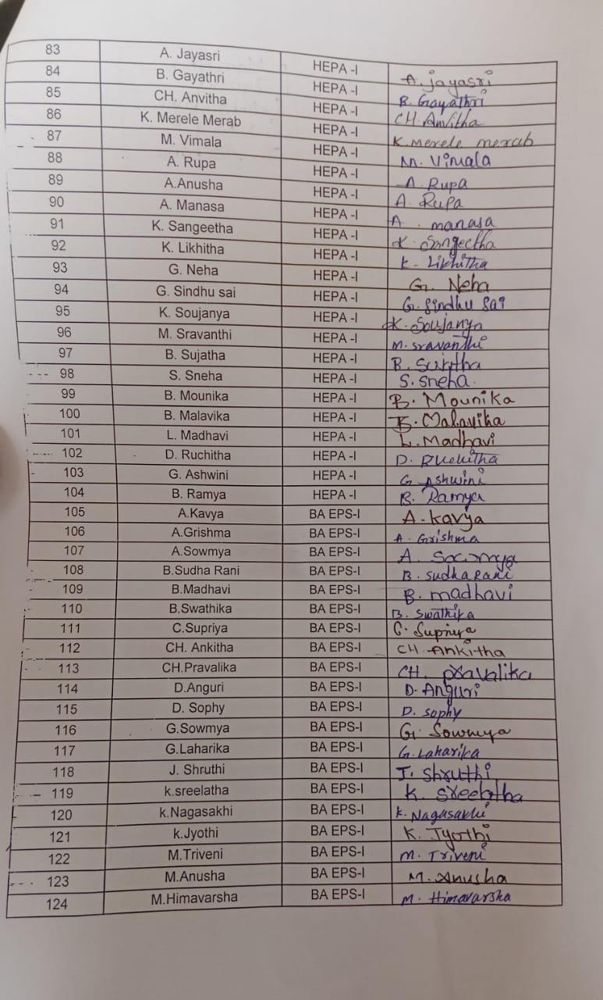 83 A. Jayasri HEPA -I A. jayasri
84 B. Gayathri HEPA -I B. Gayathri
85 CH. Anvitha HEPA -I CH. Anvitha
86 K. Merele Merab HEPA -I K. Merele merab
87 M. Vimala HEPA -I M. Vimala
88 A. Rupa HEPA -I A. Rupa
89 A.Anusha HEPA -I A. Rupa
90 A. Manasa HEPA -I A. manasa
91 K. Sangeetha HEPA -I K. Sangeetha
92 K. Likhitha HEPA -I K. Likhitha
93 G. Neha HEPA -I G. Neha
94 G. Sindhu sai HEPA -I G. Sindhu Sai
95 K. Soujanya HEPA -I K. Soujanya
96 M. Sravanthi HEPA -I M. sravanthi
97 B. Sujatha HEPA -I B.
98 S. Sneha HEPA -I S. Sneha.
99 B. Mounika HEPA -I B. Mounika
100 B. Malavika HEPA -I B. Malavika
101 L. Madhavi HEPA -I L. Madhavi
102 D. Ruchitha HEPA -I D. Ruchitha
103 G. Ashwini HEPA -I G. Ashwini
104 B. Ramya HEPA -I B. Ramya
105 A.Kavya BA EPS-I A. kavya
106 A.Grishma BA EPS-I A. Grishma
107 A.Sowmya BA EPS-I A. Sowmya
108 B.Sudha Rani BA EPS-I B. sudha Rani
109 B.Madhavi BA EPS-I B. madhavi
110 B.Swathika BA EPS-I B. Swathika
111 C.Supriya BA EPS-I C. Supriya
112 CH. Ankitha BA EPS-I CH. Ankitha
113 CH.Pravalika BA EPS-I CH. pravalika
114 D.Anguri BA EPS-I D. Anguri
115 D. Sophy BA EPS-I D. sophy
116 G.Sowmya BA EPS-I G. Sowmya
117 G.Laharika BA EPS-I G. Laharika
118 J. Shruthi BA EPS-I J. Shruthi
119 k.sreelatha BA EPS-I K. sreelatha
120 k.Nagasakhi BA EPS-I K. Nagasakhi
121 k.Jyothi BA EPS-I K. Jyothi
122 M.Triveni BA EPS-I M. Triveni
123 M.Anusha BA EPS-I M. Anusha
124 M.Himavarsha BA EPS-I M. Himavarsha